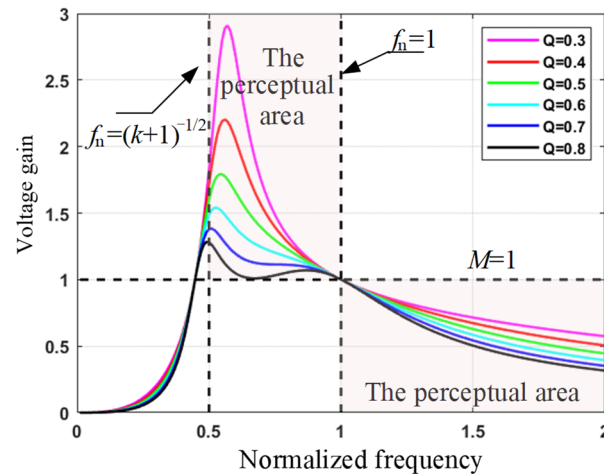 3
2.5
2
1.5
1
0.5
0
0
0.5
1
1.5
2
Voltage gain
Normalized frequency
fn=(k+1)⁻¹ᐟ²
The
perceptual
area
fn=1
Q=0.3
Q=0.4
Q=0.5
Q=0.6
Q=0.7
Q=0.8
M=1
The perceptual area